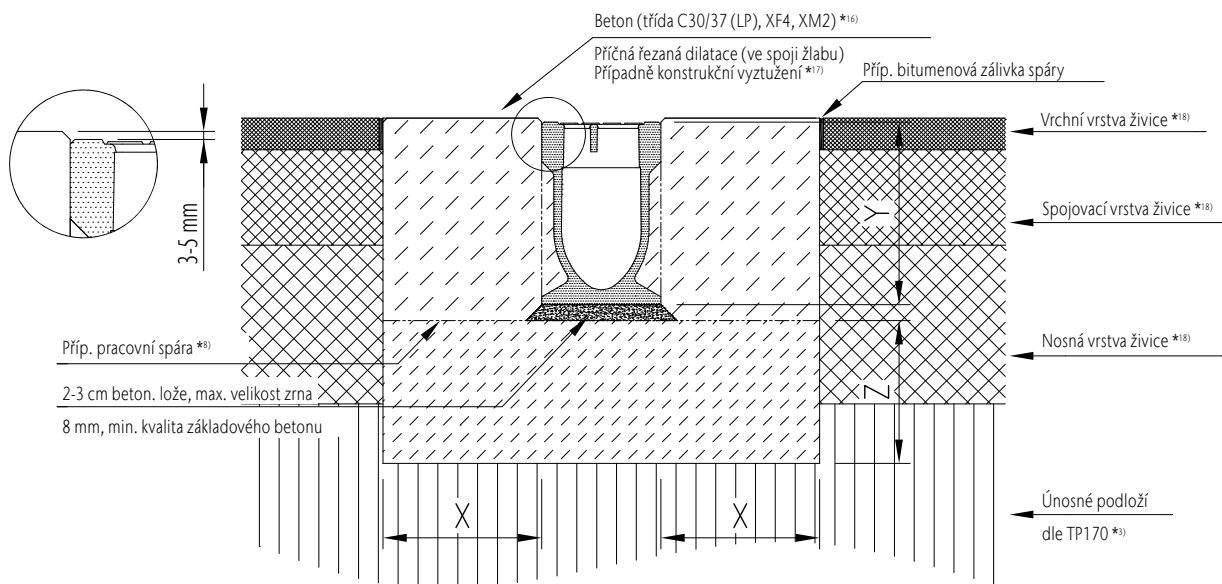 Beton (třída C30/37 (LP), XF4, XM2) *16)
Příčná řezaná dilatace (ve spoji žlabu)
Případně konstrukční vyztužení *17)
Příp. bitumenová zálivka spáry
Vrchní vrstva živice *18)
3-5 mm
Y
Spojovací vrstva živice *18)
Příp. pracovní spára *8)
Nosná vrstva živice *18)
2-3 cm beton. lože, max. velikost zrna
8 mm, min. kvalita základového betonu
Z
X
X
Únosné podloží
dle TP170 *3)